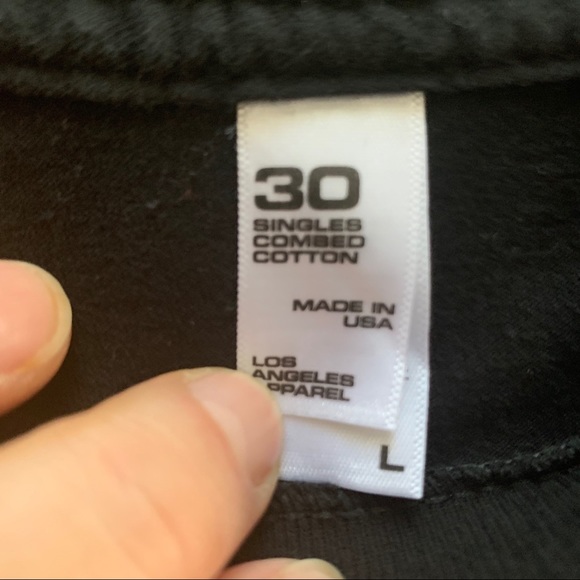 30
SINGLES
COMBED
COTTON
MADE IN
USA
LOS
ANGELES
APPAREL
L